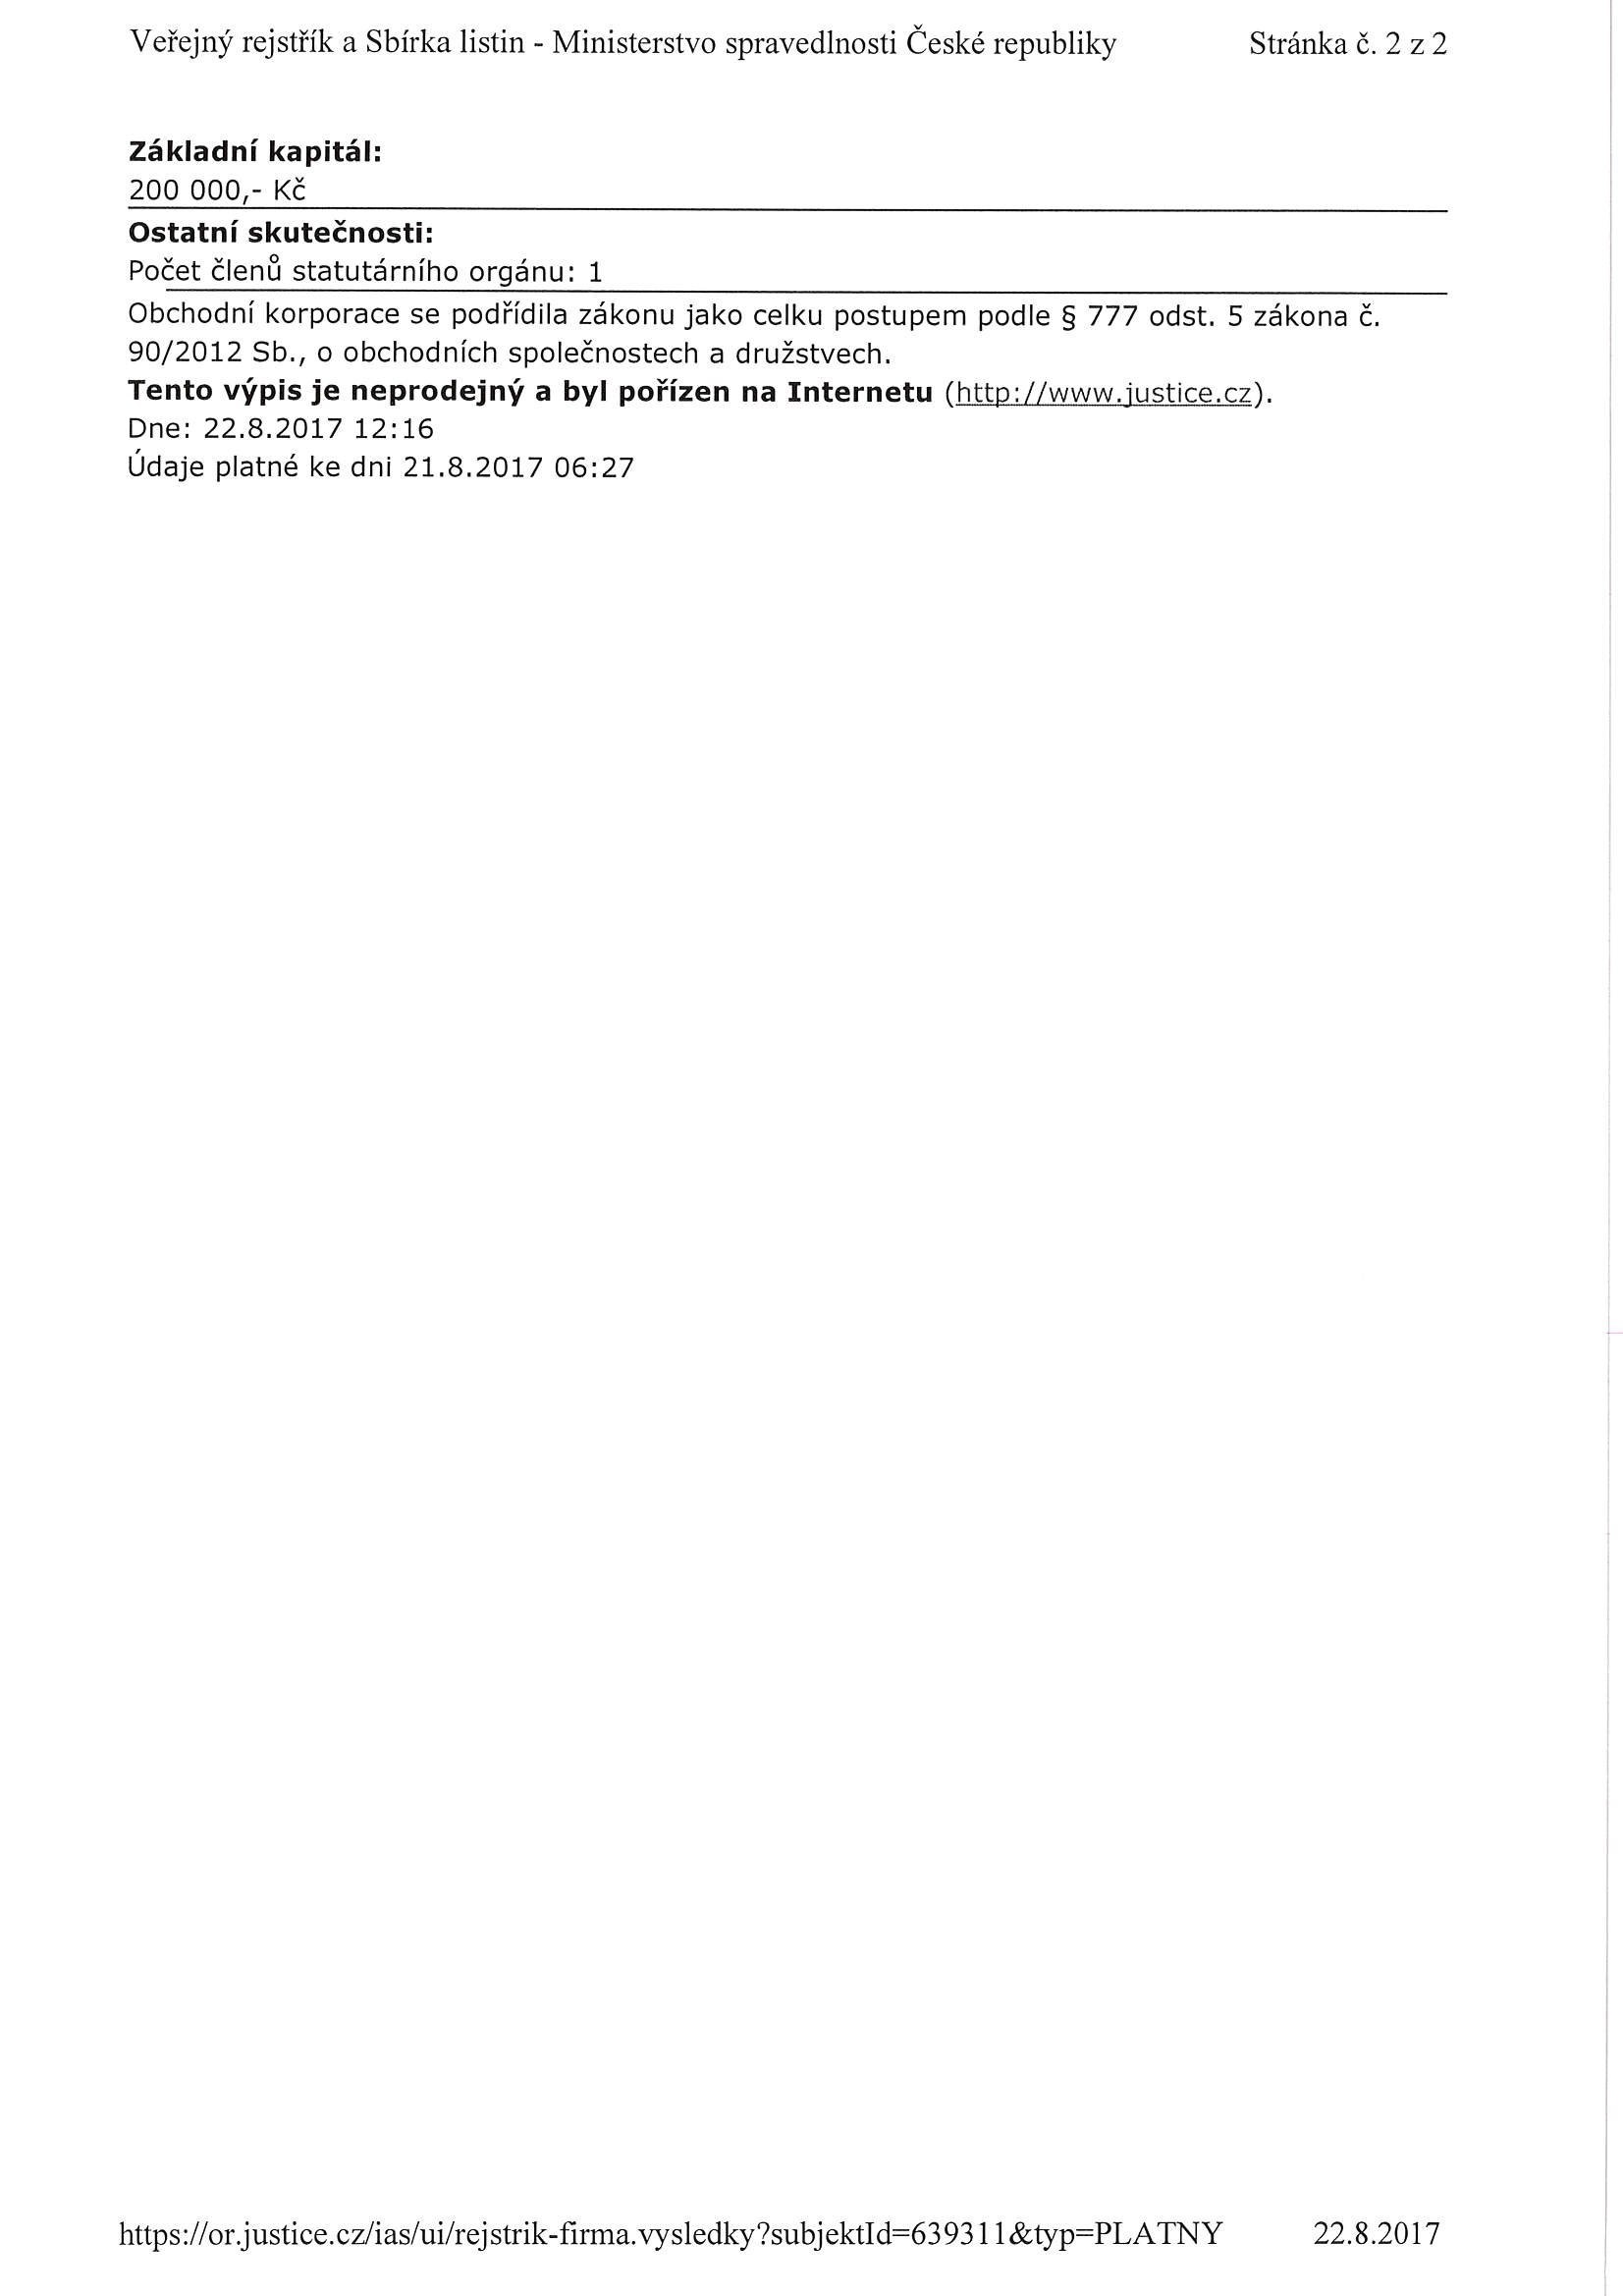 Veřejný rejstřík a Sbírka listin - Ministerstvo spravedlnosti České republiky Stránka č. 2 z 2
Základní kapitál:
200 000,- Kč
Ostatní skutečnosti:
Počet členů statutárního orgánu: 1
Obchodní korporace se podřídila zákonu jako celku postupem podle § 777 odst. 5 zákona č.
90/2012 Sb., o obchodních společnostech a družstvech.
Tento výpis je neprodejný a byl pořízen na Internetu (http://www.justice.cz).
Dne: 22.8.2017 12:16
Údaje platné ke dni 21.8.2017 06:27
https://or.justice.cz/ias/ui/rejstrik-firma.vysledky?subjektId=639311&typ=PLATNY 22.8.2017